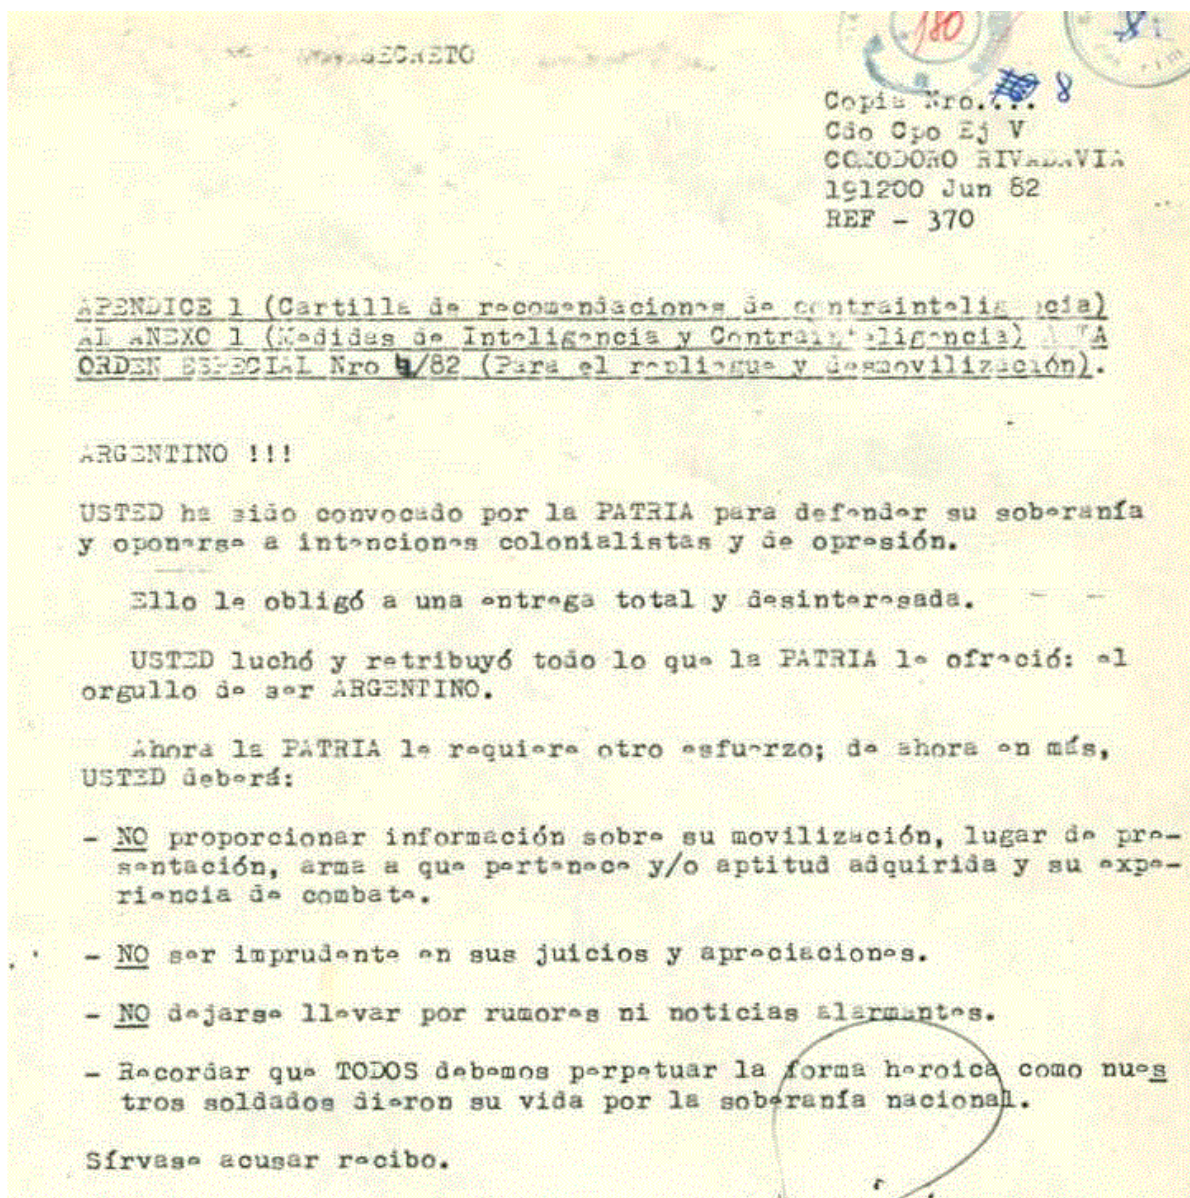 SECRETO
180
8
Copia Nro.... 8
Cdo Cpo Ej V
COMODORO RIVADAVIA
191200 Jun 82
REF - 370
APENDICE 1 (Cartilla de recomendaciones de contrainteligencia)
AL ANEXO 1 (Medidas de Inteligencia y Contrainteligencia) A LA
ORDEN ESPECIAL Nro 4/82 (Para el repliegue y desmovilización).
ARGENTINO !!!
USTED ha sido convocado por la PATRIA para defender su soberanía
y oponerse a intenciones colonialistas y de opresión.
Ello le obligó a una entrega total y desinteresada.
USTED luchó y retribuyó todo lo que la PATRIA le ofreció: el
orgullo de ser ARGENTINO.
Ahora la PATRIA le requiere otro esfuerzo; de ahora en más,
USTED deberá:
- NO proporcionar información sobre su movilización, lugar de pre-
sentación, arma a que pertenece y/o aptitud adquirida y su expe-
riencia de combate.
- NO ser imprudente en sus juicios y apreciaciones.
- NO dejarse llevar por rumores ni noticias alarmantes.
- Recordar que TODOS debemos perpetuar la forma heroica como nues
tros soldados dieron su vida por la soberanía nacional.
Sírvase acusar recibo.